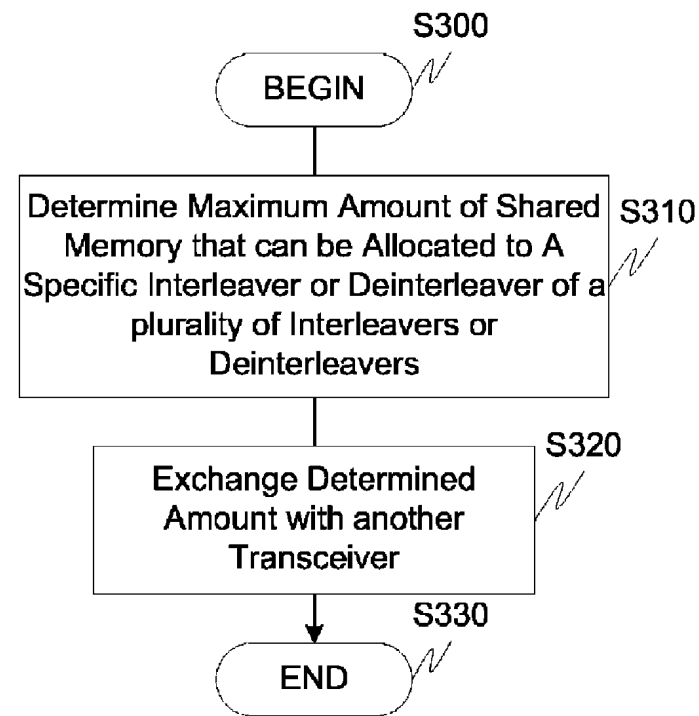 S300
BEGIN
Determine Maximum Amount of Shared
Memory that can be Allocated to A
Specific Interleaver or Deinterleaver of a
plurality of Interleavers or
Deinterleavers
S310
Exchange Determined
Amount with another
Transceiver
S320
END
S330